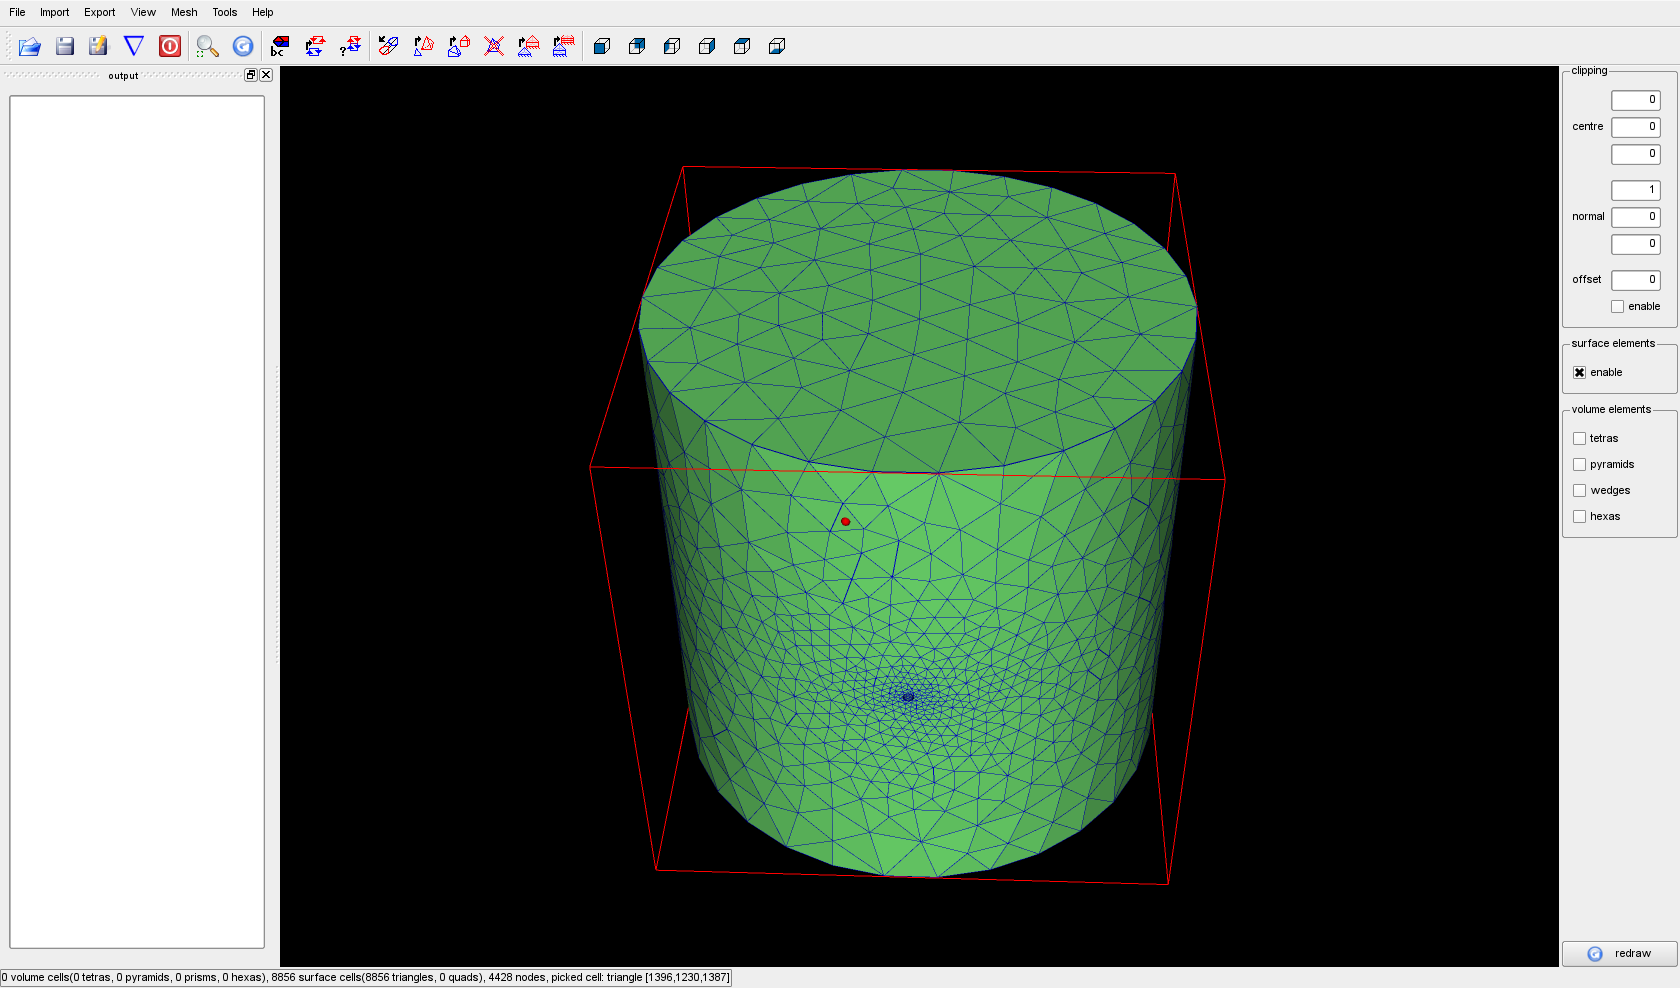 File Import Export View Mesh Tools Help
bc
output
clipping
0
centre 0
0
1
normal 0
0
offset 0
enable
surface elements
enable
volume elements
tetras
pyramids
wedges
hexas
redraw
0 volume cells(0 tetras, 0 pyramids, 0 prisms, 0 hexas), 8856 surface cells(8856 triangles, 0 quads), 4428 nodes, picked cell: triangle [1396,1230,1387]